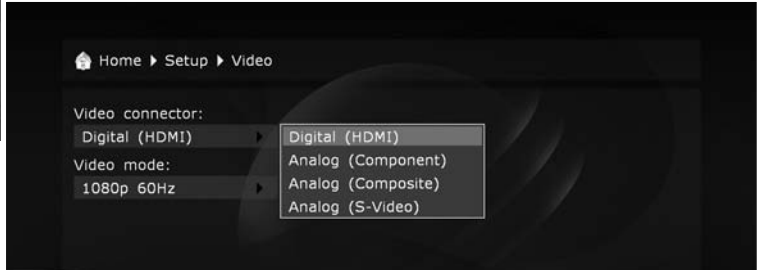 Home ▶ Setup ▶ Video
Video connector:
Digital (HDMI)
Video mode:
1080p 60Hz
Digital (HDMI)
Analog (Component)
Analog (Composite)
Analog (S-Video)